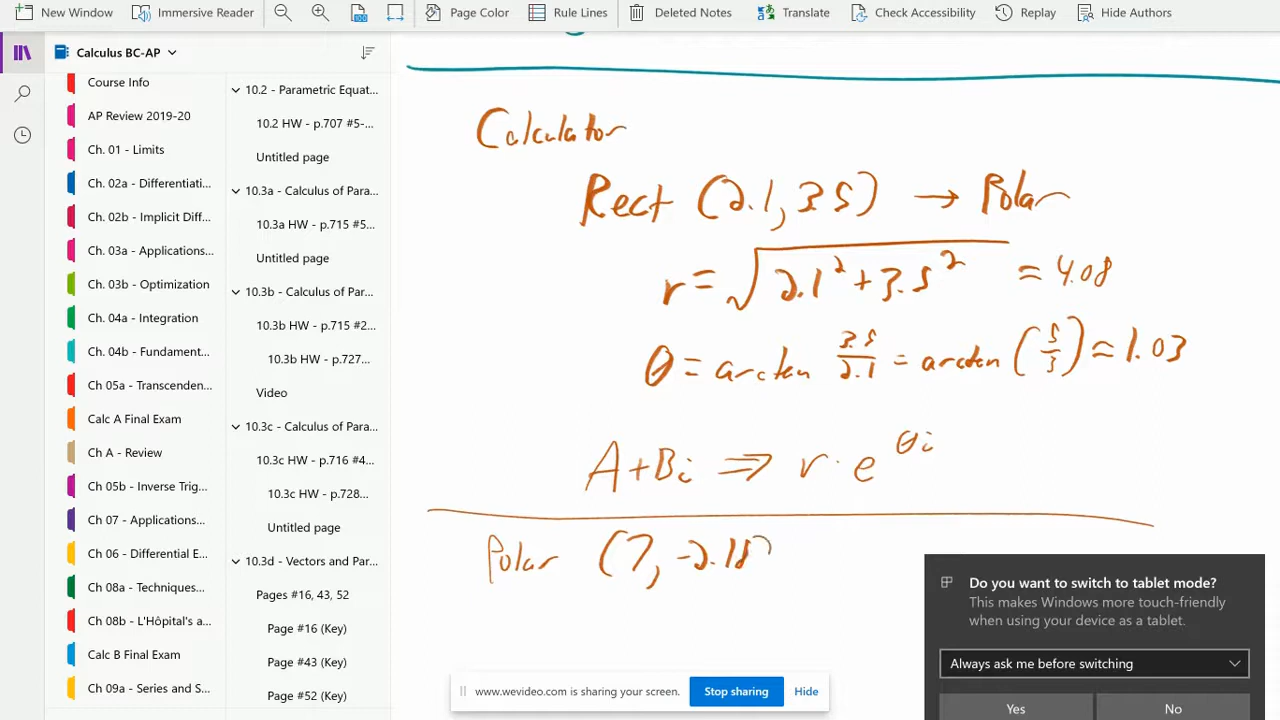 New Window
Immersive Reader
Page Color
Rule Lines
Deleted Notes
Translate
Check Accessibility
Replay
Hide Authors
Calculus BC-AP
Course Info
AP Review 2019-20
Ch. 01 - Limits
Ch. 02a - Differentiati...
Ch. 02b - Implicit Diff...
Ch. 03a - Applications...
Ch. 03b - Optimization
Ch. 04a - Integration
Ch. 04b - Fundament...
Ch. 05a - Transcenden...
Calc A Final Exam
Ch A - Review
Ch 05b - Inverse Trig...
Ch 07 - Applications...
Ch 06 - Differential E...
Ch 08a - Techniques...
Ch 08b - L'Hôpital's a...
Calc B Final Exam
Ch 09a - Series and S...
10.2 - Parametric Equat...
10.2 HW - p.707 #5-...
Untitled page
10.3a - Calculus of Para...
10.3a HW - p.715 #5...
Untitled page
10.3b - Calculus of Par...
10.3b HW - p.715 #2...
10.3b HW - p.727...
Video
10.3c - Calculus of Para...
10.3c HW - p.716 #4...
10.3c HW - p.728...
Untitled page
10.3d - Vectors and Par...
Pages #16, 43, 52
Page #16 (Key)
Page #43 (Key)
Page #52 (Key)
Calculator
Rect (2.1, 3.5) → Polar
r = √2.1² + 3.5² ≈ 4.08
θ = arctan 3.5/2.1 = arctan (5/3) ≈ 1.03
A+Bi ⇒ r · e^θi
Polar (7, -2.18)
Do you want to switch to tablet mode?
This makes Windows more touch-friendly
when using your device as a tablet.
Always ask me before switching
Yes
No
www.wevideo.com is sharing your screen.
Stop sharing
Hide